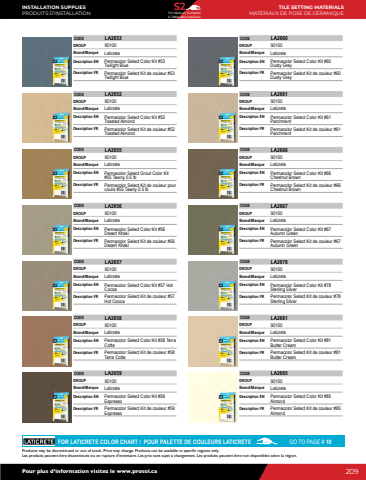 INSTALLATION SUPPLIES
PRODUITS D'INSTALLATION
S2
TILE SETTING MATERIALS
MATÉRIAUX DE POSE DE CÉRAMIQUE
CODE LA2653
GROUP 90100
Brand/Marque Laticrete
Description EN Permacolor Select Color Kit #53
Twilight Blue
Description FR Permacolor Select Kit de couleur #53
Twilight Blue
CODE LA2652
GROUP 90100
Brand/Marque Laticrete
Description EN Permacolor Select Color Kit #52
Toasted Almond
Description FR Permacolor Select Kit de couleur #52
Toasted Almond
CODE LA2655
GROUP 90100
Brand/Marque Laticrete
Description EN Permacolor Select Grout Color Kit
#55 Tawny 0.5 lb
Description FR Permacolor Select Kit de couleur pour
coulis #55 Tawny 0.5 lb
CODE LA2656
GROUP 90100
Brand/Marque Laticrete
Description EN Permacolor Select Color Kit #56
Desert Khaki
Description FR Permacolor Select Kit de couleur #56
Desert Khaki
CODE LA2657
GROUP 90100
Brand/Marque Laticrete
Description EN Permacolor Select Color Kit #57 Hot
Cocoa
Description FR Permacolor Select Kit de couleur #57
Hot Cocoa
CODE LA2658
GROUP 90100
Brand/Marque Laticrete
Description EN Permacolor Select Color Kit #58 Terra
Cotta
Description FR Permacolor Select Kit de couleur #58
Terra Cotta
CODE LA2659
GROUP 90100
Brand/Marque Laticrete
Description EN Permacolor Select Color Kit #59
Espresso
Description FR Permacolor Select Kit de couleur #59
Espresso
CODE LA2660
GROUP 90100
Brand/Marque Laticrete
Description EN Permacolor Select Color Kit #60
Dusty Grey
Description FR Permacolor Select Kit de couleur #60
Dusty Grey
CODE LA2661
GROUP 90100
Brand/Marque Laticrete
Description EN Permacolor Select Color Kit #61
Parchment
Description FR Permacolor Select Kit de couleur #61
Parchment
CODE LA2666
GROUP 90100
Brand/Marque Laticrete
Description EN Permacolor Select Color Kit #66
Chestnut Brown
Description FR Permacolor Select Kit de couleur #66
Chestnut Brown
CODE LA2667
GROUP 90100
Brand/Marque Laticrete
Description EN Permacolor Select Color Kit #67
Autumn Green
Description FR Permacolor Select Kit de couleur #67
Autumn Green
CODE LA2678
GROUP 90100
Brand/Marque Laticrete
Description EN Permacolor Select Color Kit #78
Sterling Silver
Description FR Permacolor Select Kit de couleur #78
Sterling Silver
CODE LA2681
GROUP 90100
Brand/Marque Laticrete
Description EN Permacolor Select Color Kit #81
Butter Cream
Description FR Permacolor Select Kit de couleur #81
Butter Cream
CODE LA2685
GROUP 90100
Brand/Marque Laticrete
Description EN Permacolor Select Color Kit #85
Almond
Description FR Permacolor Select Kit de couleur #85
Almond
LATICRETE FOR LATICRETE COLOR CHART / POUR PALETTE DE COULEURS LATICRETE GO TO PAGE # 10
Products may be discontinued or out of stock. Price may change. Products can be available in specific regions only.
Les produits peuvent être discontinués ou en rupture d'inventaire. Les prix sont sujet à changement. Les produits peuvent être non disponibles selon la région.
Pour plus d'information visitez le www.prosol.ca
209